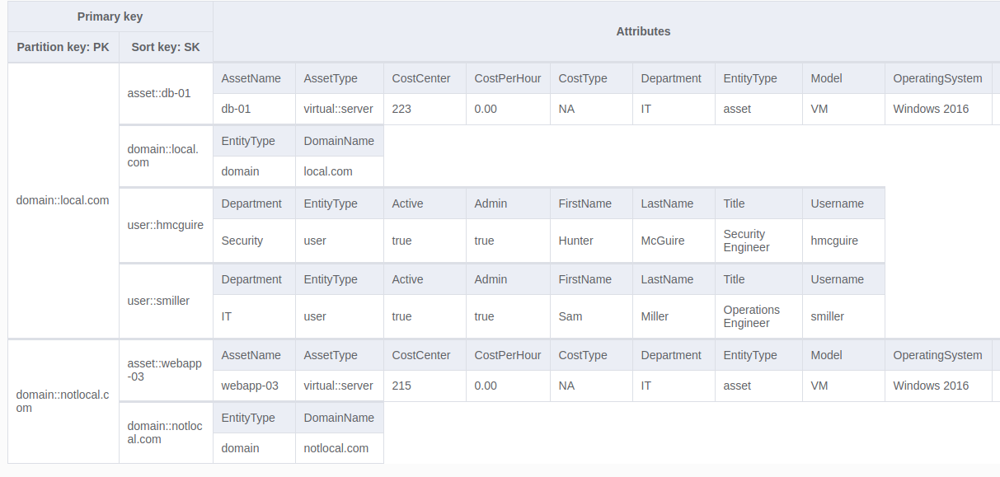 Primary key
Attributes
Partition key: PK Sort key: SK
AssetName AssetType CostCenter CostPerHour CostType Department EntityType Model OperatingSystem
asset::db-01
db-01 virtual::server 223 0.00 NA IT asset VM Windows 2016
EntityType DomainName
domain::local.
com
domain local.com
domain::local.com
Department EntityType Active Admin FirstName LastName Title Username
user::hmcguire
Security user true true Hunter McGuire Security
Engineer hmcguire
Department EntityType Active Admin FirstName LastName Title Username
user::smiller
IT user true true Sam Miller Operations
Engineer smiller
AssetName AssetType CostCenter CostPerHour CostType Department EntityType Model OperatingSystem
asset::webapp
-03
webapp-03 virtual::server 215 0.00 NA IT asset VM Windows 2016
domain::notlocal.c
om
EntityType DomainName
domain::notloc
al.com
domain notlocal.com